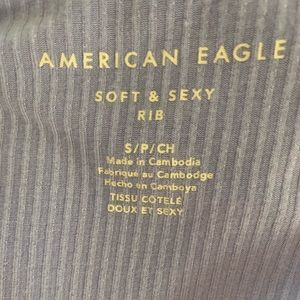 AMERICAN EAGLE
SOFT & SEXY
RIB
S/P/CH
Made in Cambodia
Fabriqué au Cambodge
Hecho en Camboya
TISSU CÔTELÉ
DOUX ET SEXY